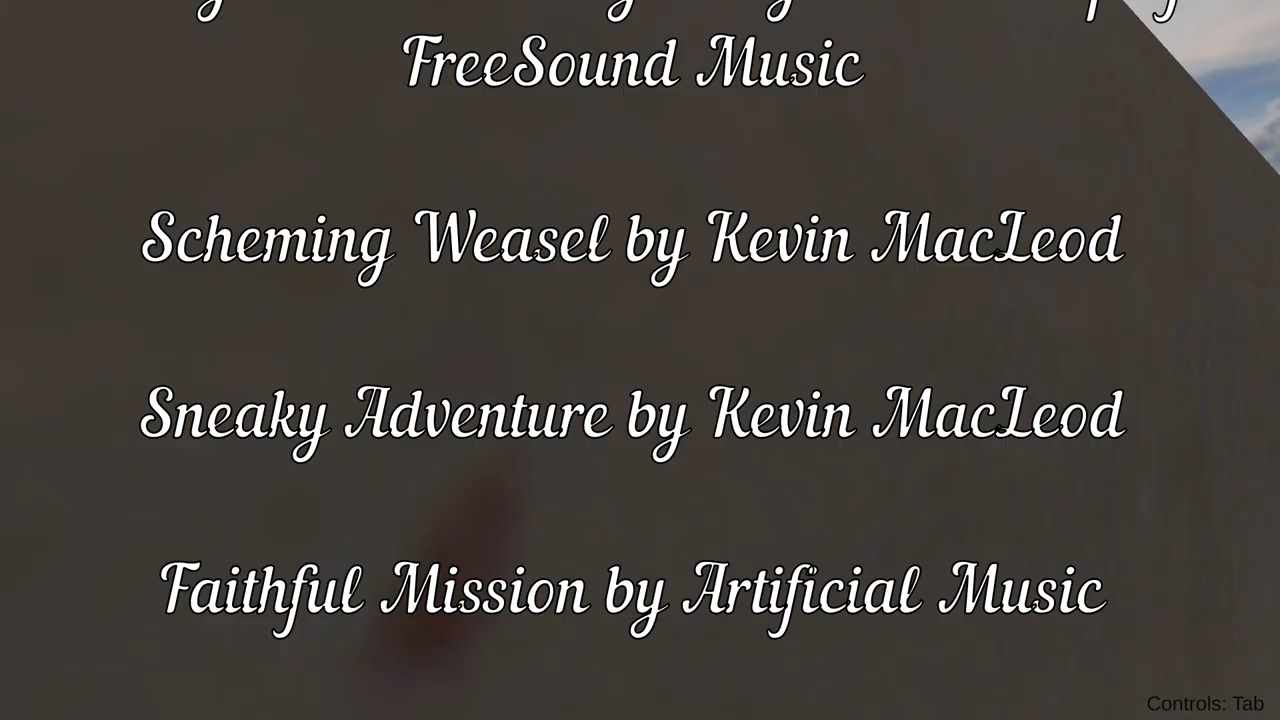 FreeSound Music
Scheming Weasel by Kevin MacLeod
Sneaky Adventure by Kevin MacLeod
Faithful Mission by Artificial Music
Controls: Tab